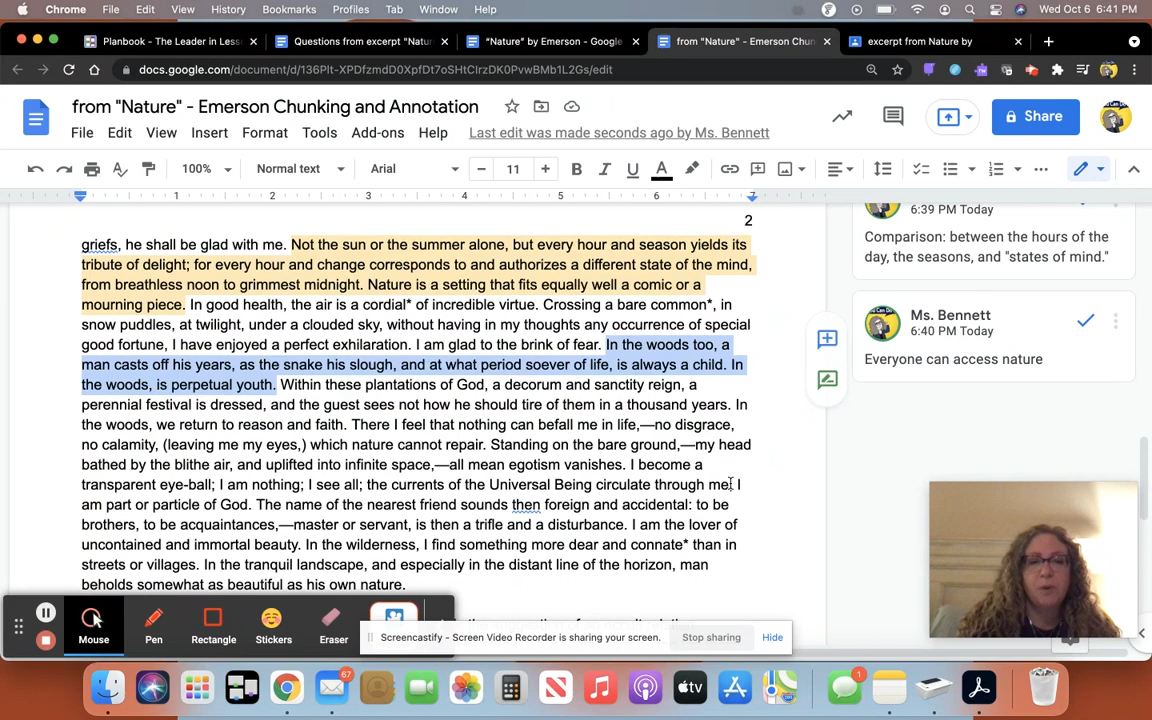 Chrome File Edit View History Bookmarks Profiles Tab Window Help Wed Oct 6 6:41 PM
Planbook - The Leader in Less
Questions from excerpt "Natur
"Nature" by Emerson - Google
from "Nature" - Emerson Chun
excerpt from Nature by
docs.google.com/document/d/136PIt-XPDfzmdD0XpfDt7oSHtCIrzDK0PvwBMb1L2Gs/edit
from "Nature" - Emerson Chunking and Annotation
File Edit View Insert Format Tools Add-ons Help Last edit was made seconds ago by Ms. Bennett
Share
100% Normal text Arial 11 B I U A
1 2 3 4 5 6 7
2
griefs, he shall be glad with me. Not the sun or the summer alone, but every hour and season yields its
tribute of delight; for every hour and change corresponds to and authorizes a different state of the mind,
from breathless noon to grimmest midnight. Nature is a setting that fits equally well a comic or a
mourning piece. In good health, the air is a cordial* of incredible virtue. Crossing a bare common*, in
snow puddles, at twilight, under a clouded sky, without having in my thoughts any occurrence of special
good fortune, I have enjoyed a perfect exhilaration. I am glad to the brink of fear. In the woods too, a
man casts off his years, as the snake his slough, and at what period soever of life, is always a child. In
the woods, is perpetual youth. Within these plantations of God, a decorum and sanctity reign, a
perennial festival is dressed, and the guest sees not how he should tire of them in a thousand years. In
the woods, we return to reason and faith. There I feel that nothing can befall me in life,—no disgrace,
no calamity, (leaving me my eyes,) which nature cannot repair. Standing on the bare ground,—my head
bathed by the blithe air, and uplifted into infinite space,—all mean egotism vanishes. I become a
transparent eye-ball; I am nothing; I see all; the currents of the Universal Being circulate through me; I
am part or particle of God. The name of the nearest friend sounds then foreign and accidental: to be
brothers, to be acquaintances,—master or servant, is then a trifle and a disturbance. I am the lover of
uncontained and immortal beauty. In the wilderness, I find something more dear and connate* than in
streets or villages. In the tranquil landscape, and especially in the distant line of the horizon, man
beholds somewhat as beautiful as his own nature.
6:39 PM Today
Comparison: between the hours of the
day, the seasons, and "states of mind."
Ms. Bennett
6:40 PM Today
Everyone can access nature
Mouse Pen Rectangle Stickers Eraser
Screencastify - Screen Video Recorder is sharing your screen. Stop sharing Hide
67
1
tv